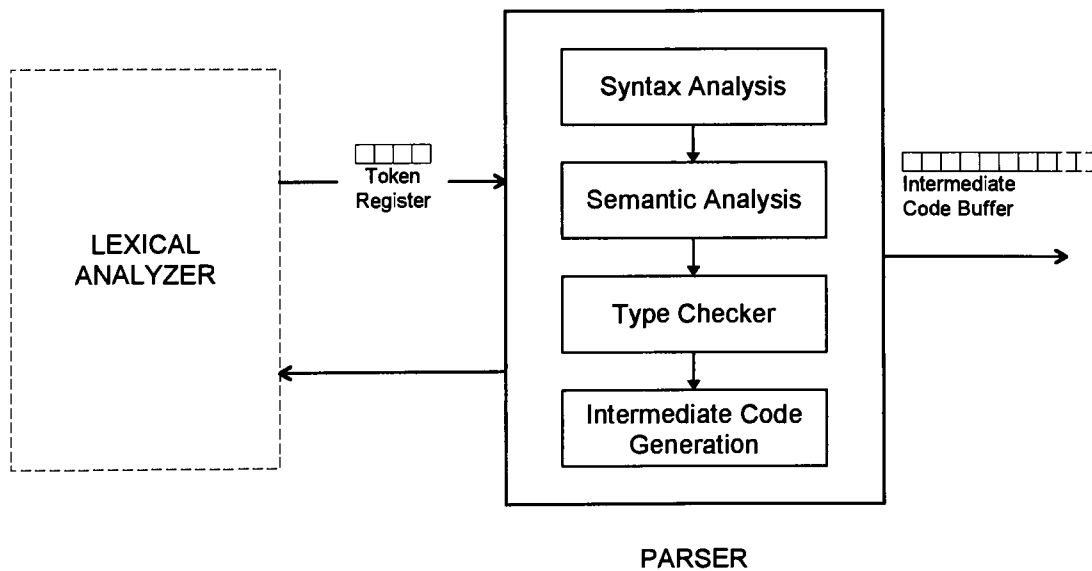 LEXICAL
ANALYZER
Token
Register
Syntax Analysis
Semantic Analysis
Type Checker
Intermediate Code
Generation
Intermediate
Code Buffer
PARSER